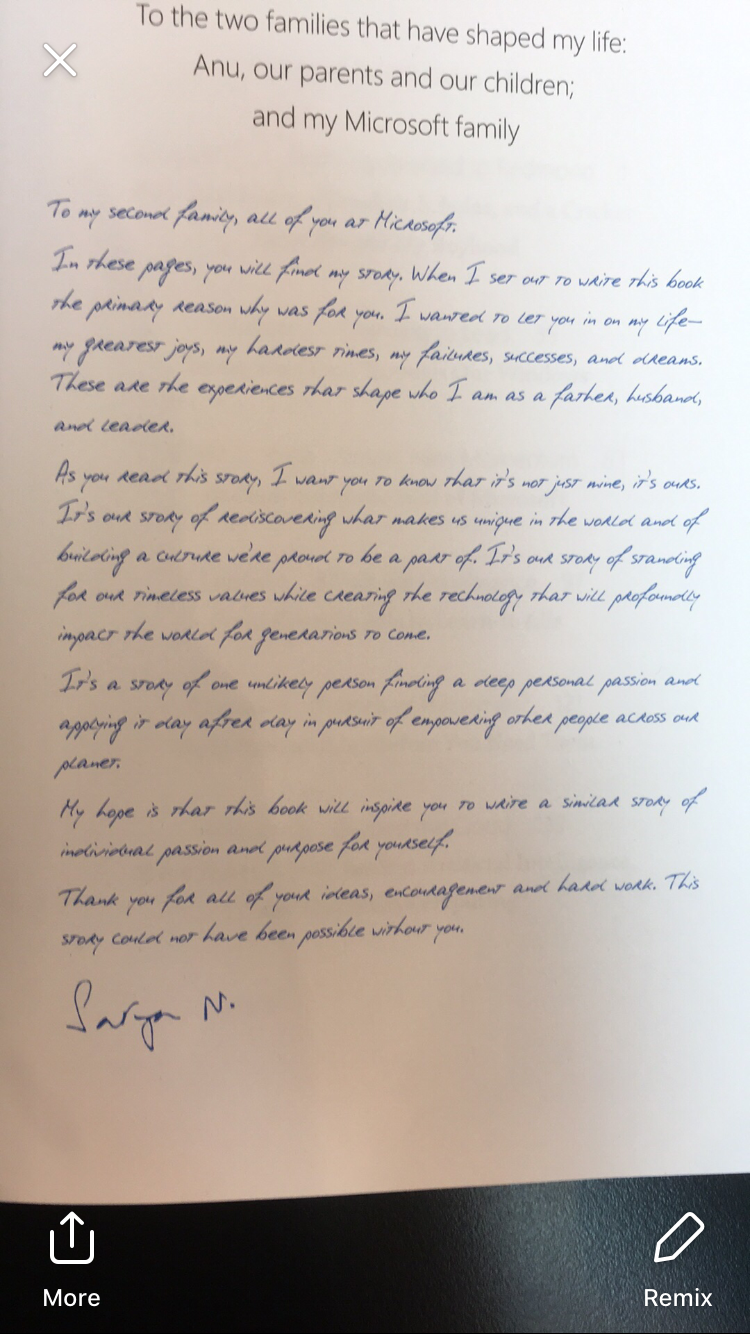 To the two families that have shaped my life:
Anu, our parents and our children;
and my Microsoft family
To my second family, all of you at Microsoft.
In these pages, you will find my story. When I set out to write this book
the primary reason why was for you. I wanted to let you in on my life—
my greatest joys, my hardest times, my failures, successes, and dreams.
These are the experiences that shape who I am as a father, husband,
and leader.
As you read this story, I want you to know that it's not just mine, it's ours.
It's our story of rediscovering what makes us unique in the world and of
building a culture we're proud to be a part of. It's our story of standing
for our timeless values while creating the technology that will profoundly
impact the world for generations to come.
It's a story of one unlikely person finding a deep personal passion and
applying it day after day in pursuit of empowering other people across our
planet.
My hope is that this book will inspire you to write a similar story of
individual passion and purpose for yourself.
Thank you for all of your ideas, encouragement and hard work. This
story could not have been possible without you.
Satya N.
More
Remix